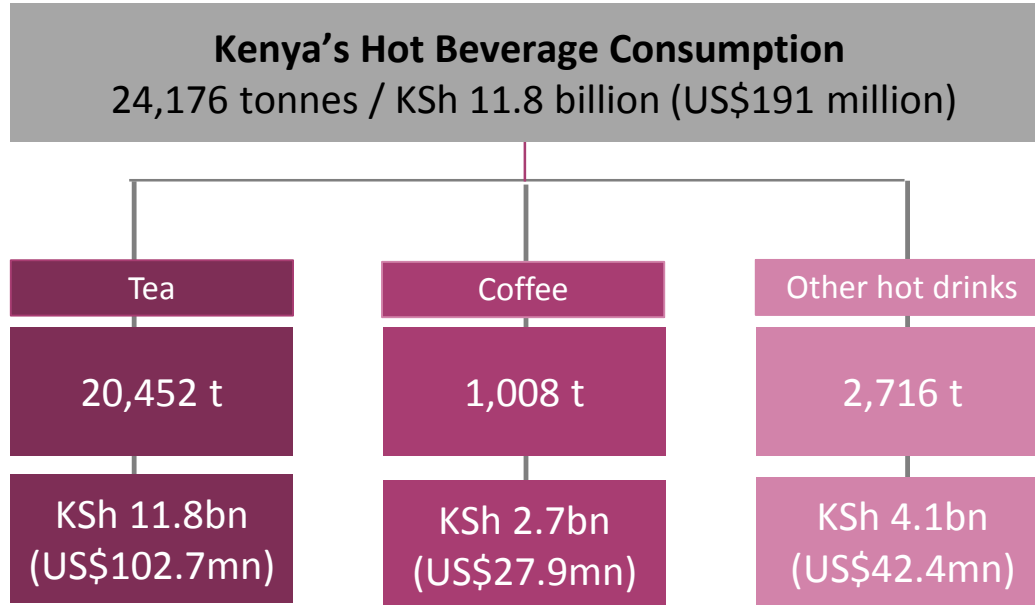 Kenya’s Hot Beverage Consumption
24,176 tonnes / KSh 11.8 billion (US$191 million)
Tea
Coffee
Other hot drinks
20,452 t
1,008 t
2,716 t
KSh 11.8bn
(US$102.7mn)
KSh 2.7bn
(US$27.9mn)
KSh 4.1bn
(US$42.4mn)